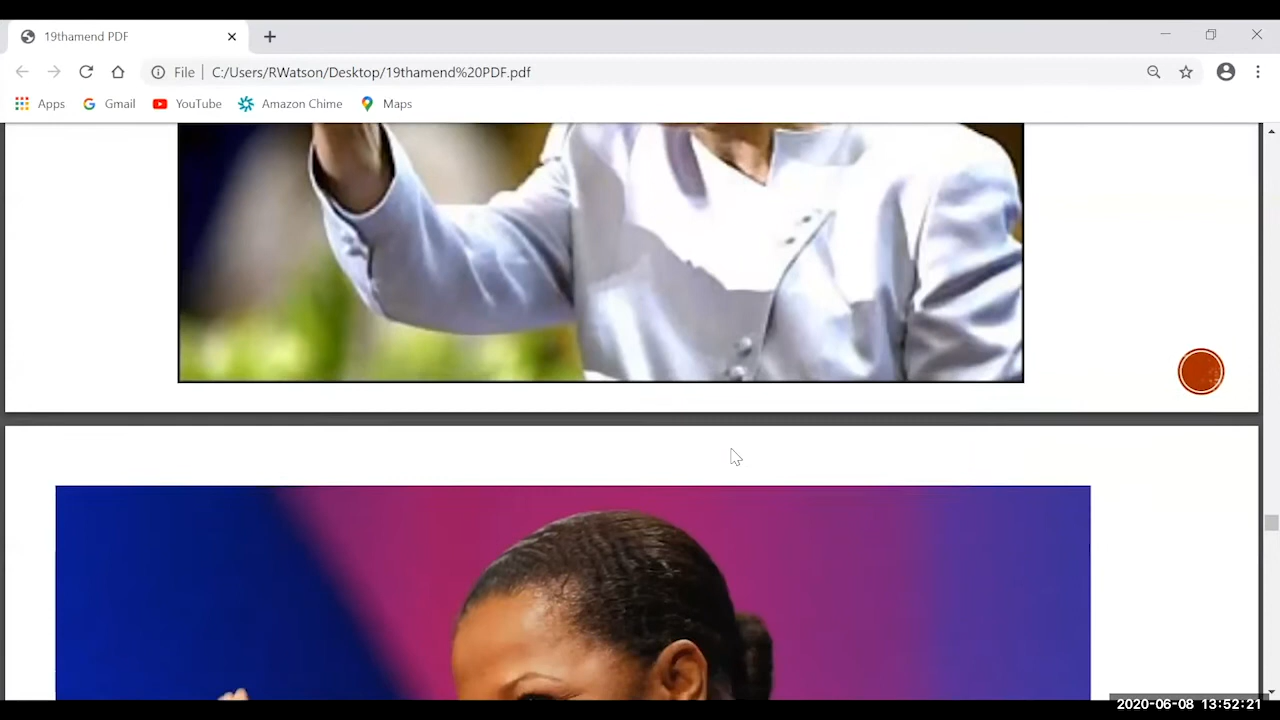 19thamend PDF
File C:/Users/RWatson/Desktop/19thamend%20PDF.pdf
Apps Gmail YouTube Amazon Chime Maps
2020-06-08 13:52:21